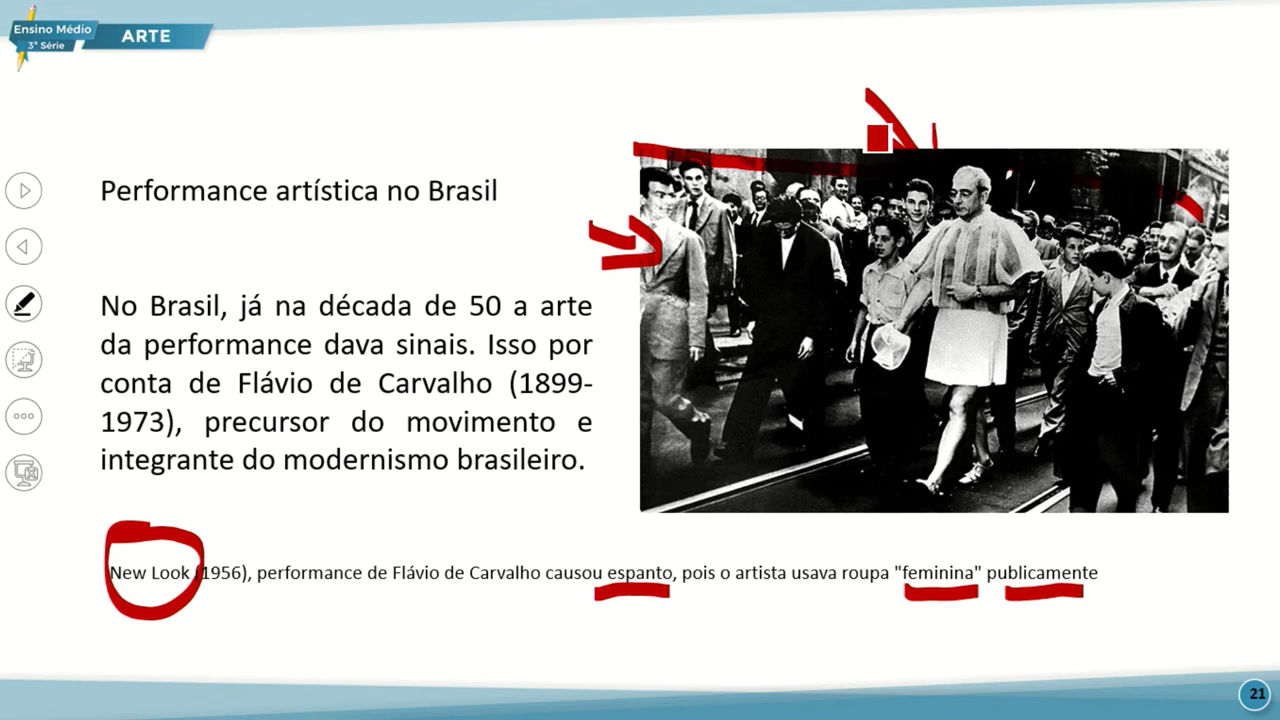 Ensino Médio
3ª Série
ARTE
Performance artística no Brasil
No Brasil, já na década de 50 a arte
da performance dava sinais. Isso por
conta de Flávio de Carvalho (1899-
1973), precursor do movimento e
integrante do modernismo brasileiro.
New Look (1956), performance de Flávio de Carvalho causou espanto, pois o artista usava roupa "feminina" publicamente
21